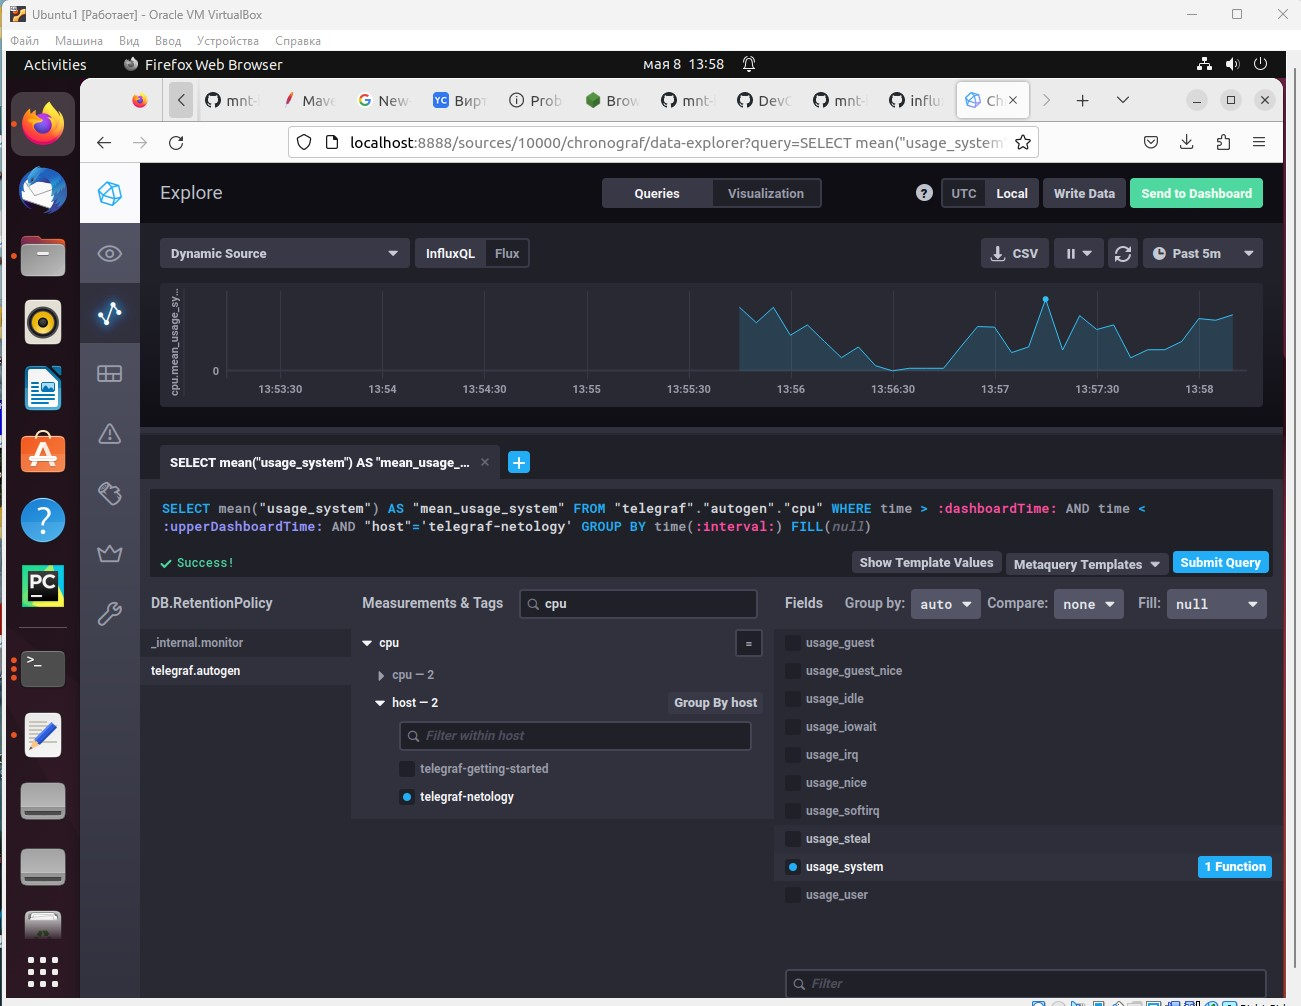 Ubuntu1 [Работает] - Oracle VM VirtualBox
Файл Машина Вид Ввод Устройства Справка
Activities Firefox Web Browser мая 8 13:58
mnt- Mave New VC Вирт Prob Brow mnt- DevO mnt- influ Ch
localhost:8888/sources/10000/chronograf/data-explorer?query=SELECT mean("usage_system"
Explore Queries Visualization ? UTC Local Write Data Send to Dashboard
Dynamic Source InfluxQL Flux CSV Past 5m
cpu.mean_usage_sy...
0
13:53:30 13:54 13:54:30 13:55 13:55:30 13:56 13:56:30 13:57 13:57:30 13:58
SELECT mean("usage_system") AS "mean_usage_...
SELECT mean("usage_system") AS "mean_usage_system" FROM "telegraf"."autogen"."cpu" WHERE time > :dashboardTime: AND time <
:upperDashboardTime: AND "host"='telegraf-netology' GROUP BY time(:interval:) FILL(null)
Success!
Show Template Values Metaquery Templates Submit Query
DB.RetentionPolicy Measurements & Tags cpu Fields Group by: auto Compare: none Fill: null
_internal.monitor
telegraf.autogen
cpu =
cpu — 2
host — 2 Group By host
Filter within host
telegraf-getting-started
telegraf-netology
usage_guest
usage_guest_nice
usage_idle
usage_iowait
usage_irq
usage_nice
usage_softirq
usage_steal
usage_system 1 Function
usage_user
Filter
PC